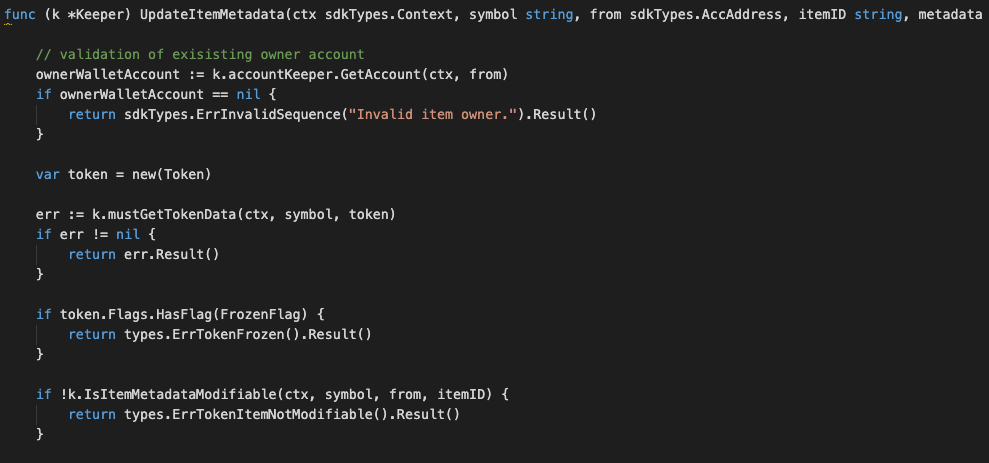 func (k *Keeper) UpdateItemMetadata(ctx sdkTypes.Context, symbol string, from sdkTypes.AccAddress, itemID string, metadata
// validation of exisisting owner account
ownerWalletAccount := k.accountKeeper.GetAccount(ctx, from)
if ownerWalletAccount == nil {
return sdkTypes.ErrInvalidSequence("Invalid item owner.").Result()
}
var token = new(Token)
err := k.mustGetTokenData(ctx, symbol, token)
if err != nil {
return err.Result()
}
if token.Flags.HasFlag(FrozenFlag) {
return types.ErrTokenFrozen().Result()
}
if !k.IsItemMetadataModifiable(ctx, symbol, from, itemID) {
return types.ErrTokenItemNotModifiable().Result()
}